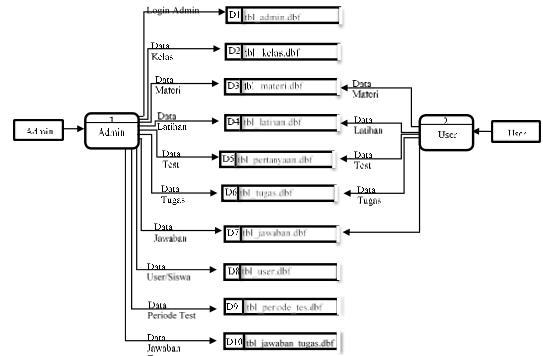 Login Admin
D1 tbl_admin.dbf
Data
Kelas
D2 tbl_kelas.dbf
Data
Materi
D3 tbl_materi.dbf
Data
Materi
Data
Latihan
D4 tbl_latihan.dbf
Data
Latihan
Admin
1
Admin
2
User
User
Data
Test
D5 tbl_pertanyaan.dbf
Data
Test
Data
Tugas
D6 tbl_tugas.dbf
Data
Tugas
Data
Jawaban
D7 tbl_jawaban.dbf
Data
User/Siswa
D8 tbl_user.dbf
Data
Periode Test
D9 tbl_periode_tes.dbf
Data
Jawaban
D10 tbl_jawaban_tugas.dbf